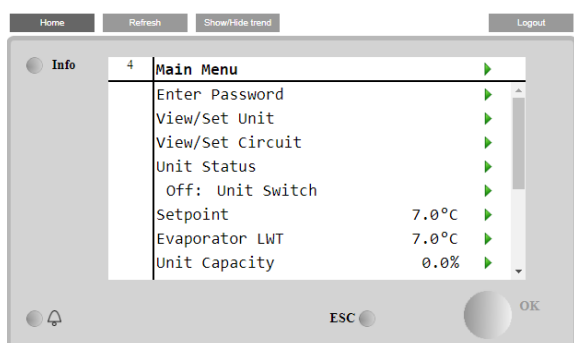 Home Refresh Show/Hide trend Logout
Info
4 Main Menu
Enter Password
View/Set Unit
View/Set Circuit
Unit Status
Off: Unit Switch
Setpoint 7.0°C
Evaporator LWT 7.0°C
Unit Capacity 0.0%
ESC OK